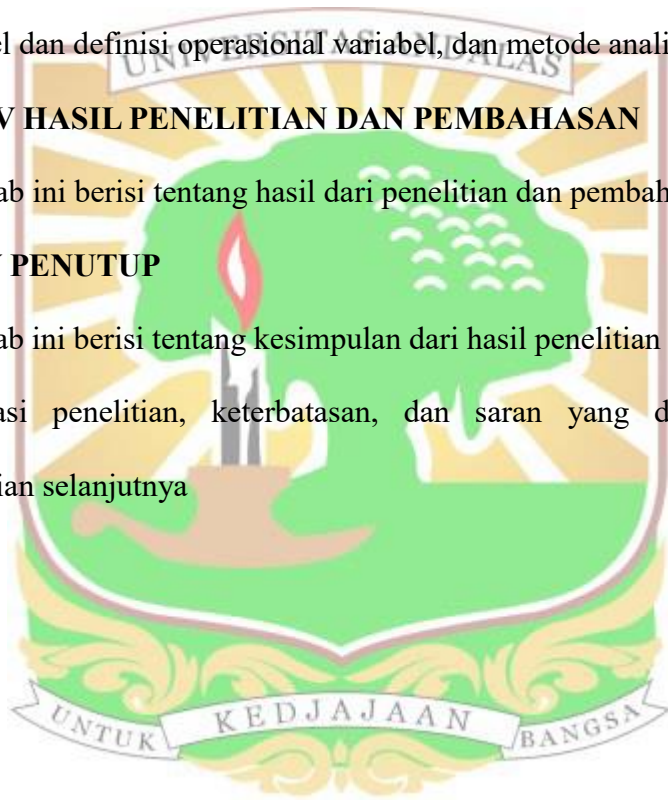 el dan definisi operasional variabel, dan metode anali
UNIVERSITAS ANDALAS
V HASIL PENELITIAN DAN PEMBAHASAN
ab ini berisi tentang hasil dari penelitian dan pembah
PENUTUP
ab ini berisi tentang kesimpulan dari hasil penelitian
asi penelitian, keterbatasan, dan saran yang d
ian selanjutnya
UNTUK KEDJAJAAN BANGSA